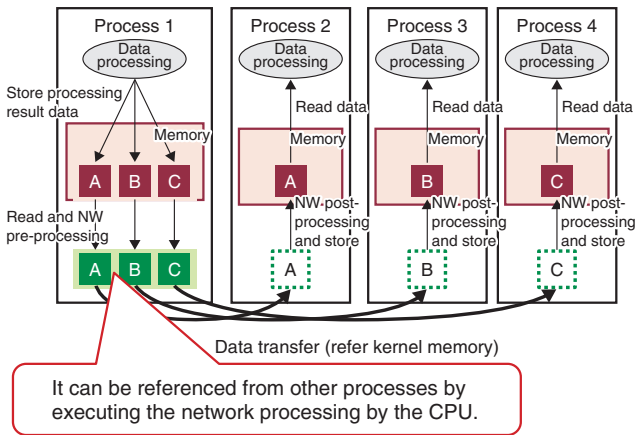 Process 1
Data
processing
Store processing
result data
Memory
A B C
Read and NW
pre-processing
A B C
Process 2
Data
processing
Read data
Memory
A
NW post-
processing
and store
A
Process 3
Data
processing
Read data
Memory
B
NW post-
processing
and store
B
Process 4
Data
processing
Read data
Memory
C
NW post-
processing
and store
C
Data transfer (refer kernel memory)
It can be referenced from other processes by
executing the network processing by the CPU.